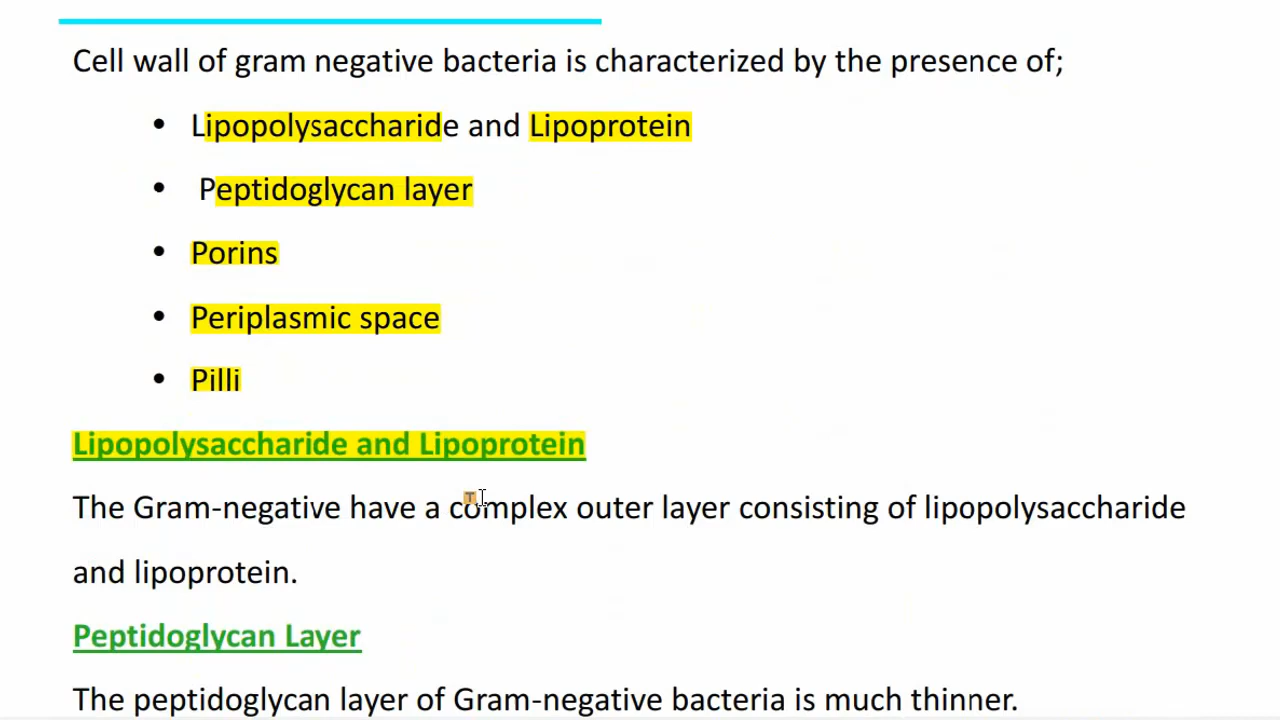 Cell wall of gram negative bacteria is characterized by the presence of;
• Lipopolysaccharide and Lipoprotein
• Peptidoglycan layer
• Porins
• Periplasmic space
• Pilli
Lipopolysaccharide and Lipoprotein
The Gram-negative have a complex outer layer consisting of lipopolysaccharide
and lipoprotein.
Peptidoglycan Layer
The peptidoglycan layer of Gram-negative bacteria is much thinner.